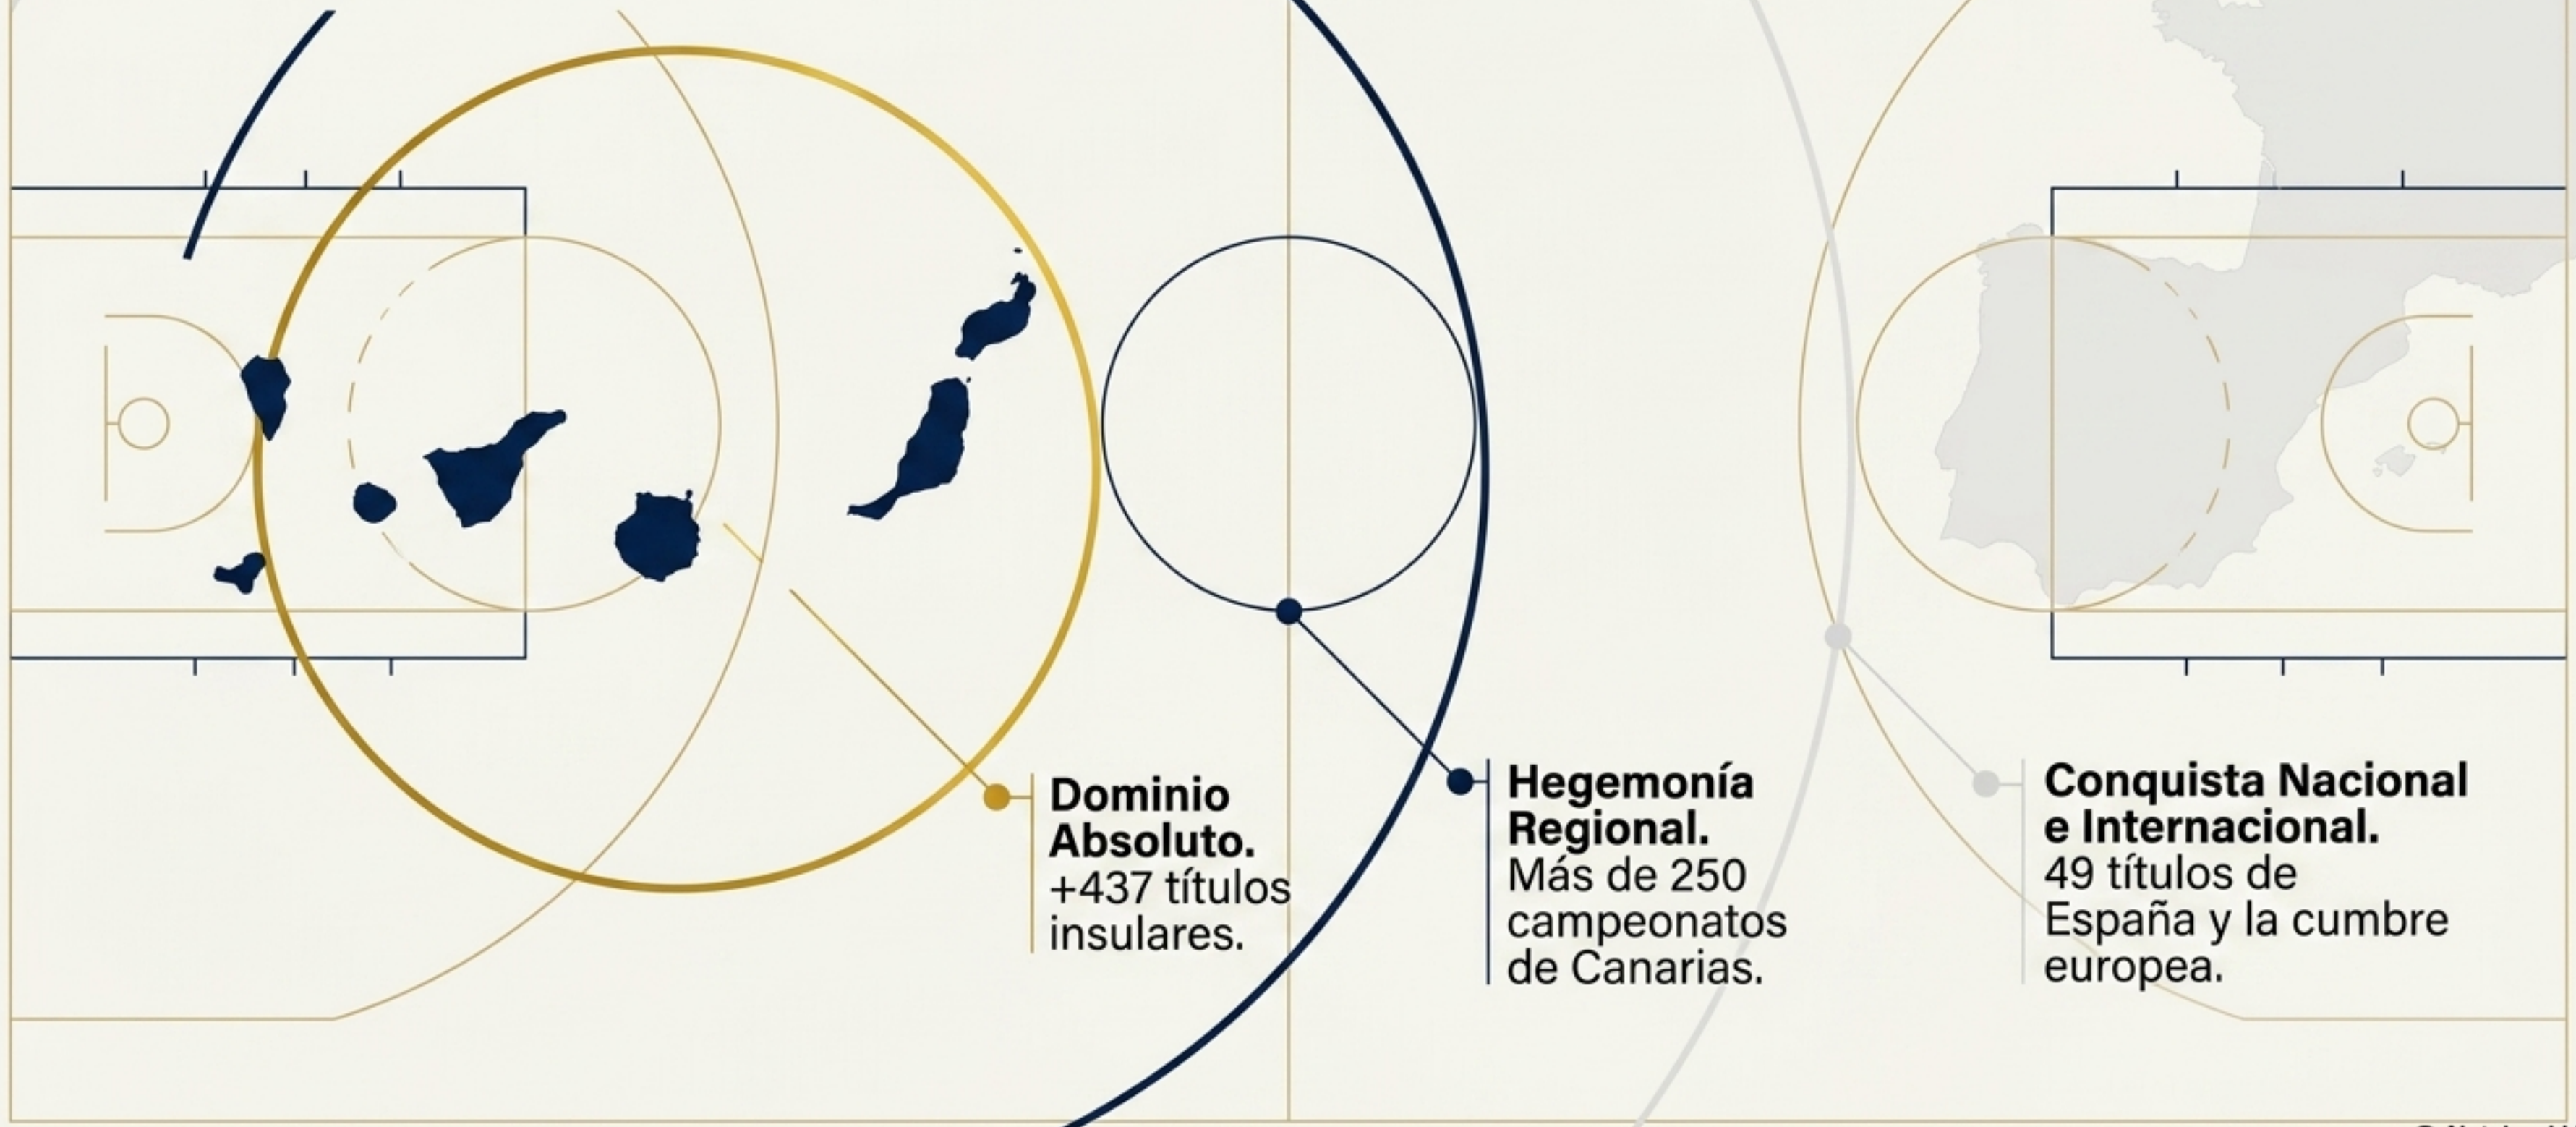 Dominio
Absoluto.
+437 títulos
insulares.
Hegemonía
Regional.
Más de 250
campeonatos
de Canarias.
Conquista Nacional
e Internacional.
49 títulos de
España y la cumbre
europea.